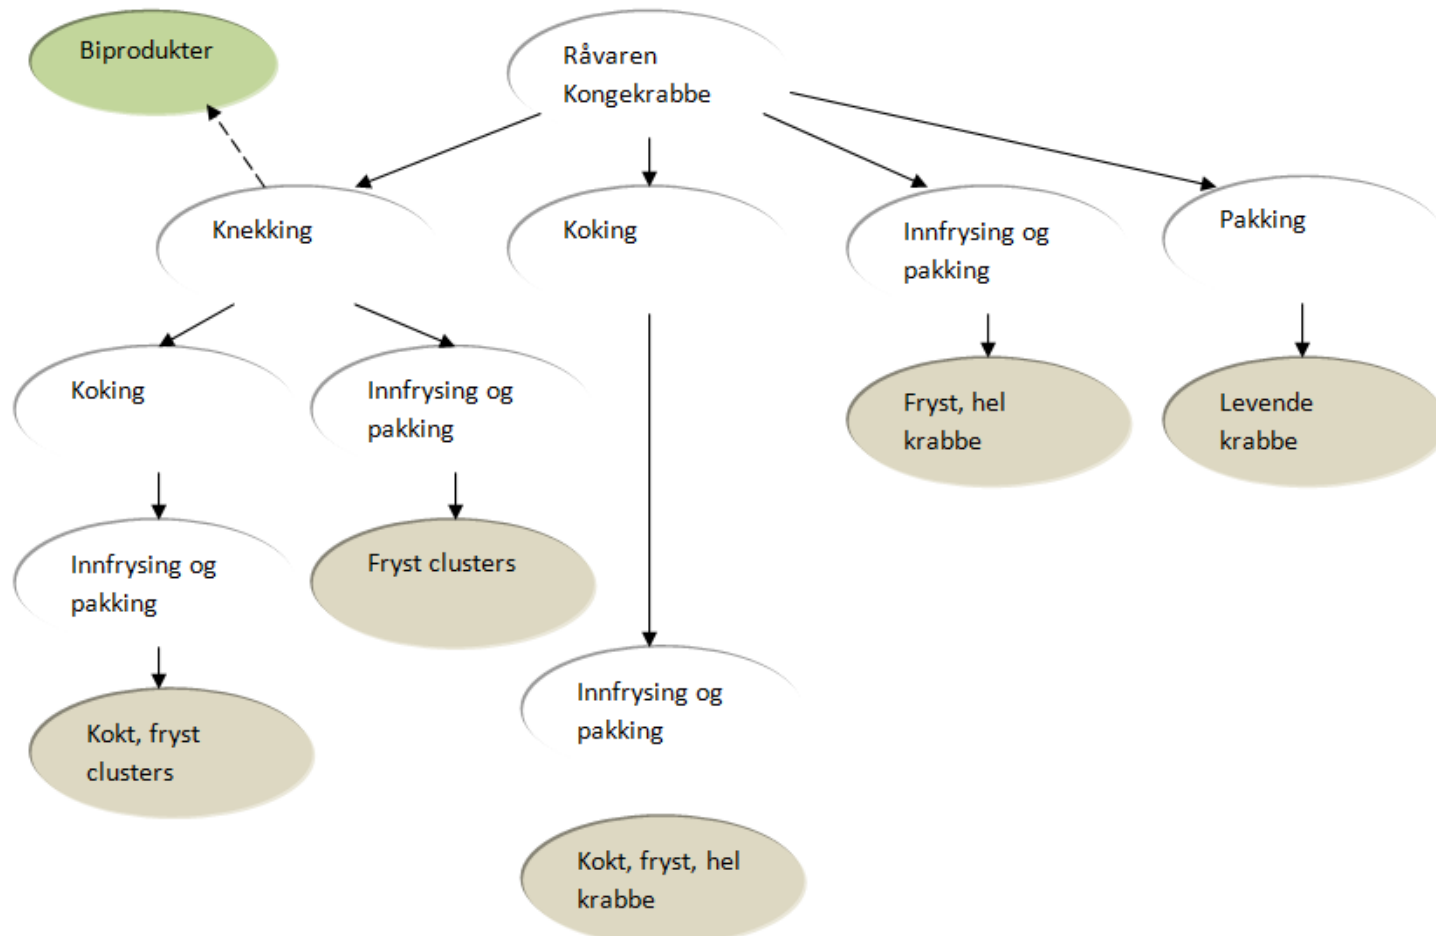 Biprodukter
Råvaren
Kongekrabbe
Knekking
Koking
Innfrysing og
pakking
Pakking
Koking
Innfrysing og
pakking
Fryst, hel
krabbe
Levende
krabbe
Innfrysing og
pakking
Fryst clusters
Innfrysing og
pakking
Kokt, fryst
clusters
Kokt, fryst, hel
krabbe